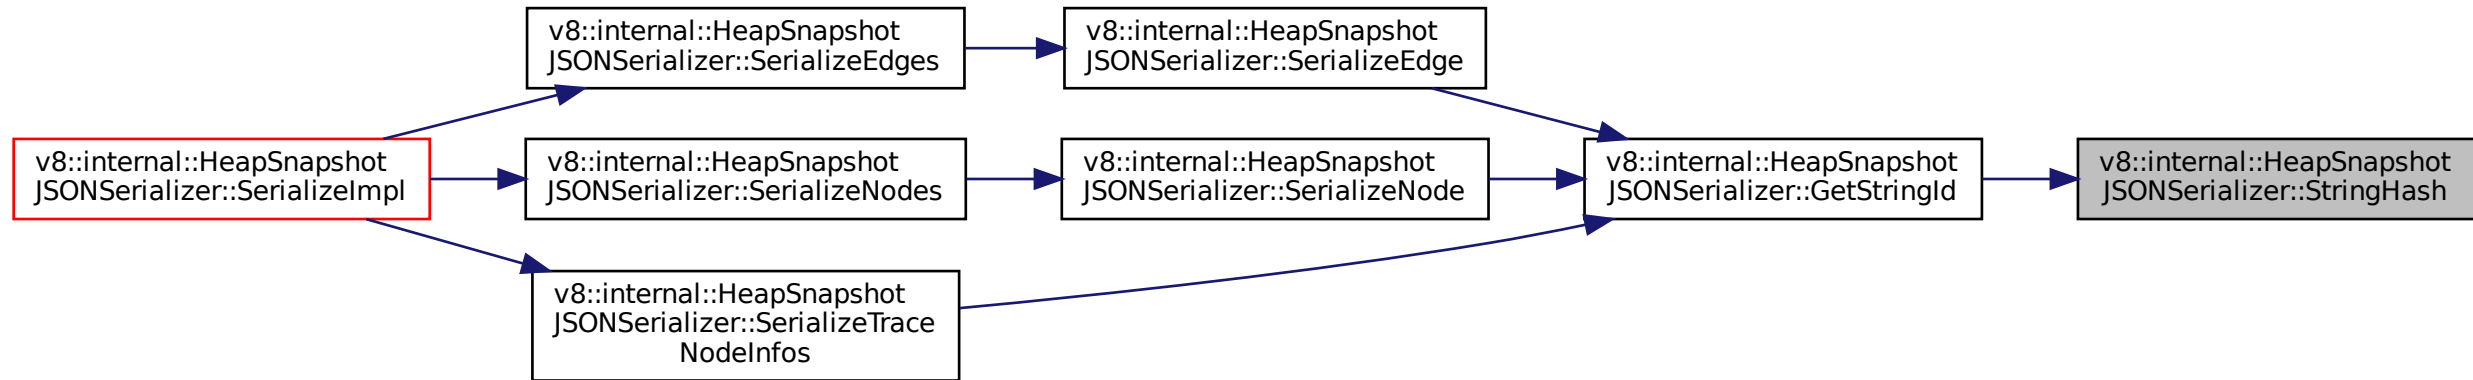 v8::internal::HeapSnapshot
JSONSerializer::SerializeEdges
v8::internal::HeapSnapshot
JSONSerializer::SerializeEdge
v8::internal::HeapSnapshot
JSONSerializer::SerializeImpl
v8::internal::HeapSnapshot
JSONSerializer::SerializeNodes
v8::internal::HeapSnapshot
JSONSerializer::SerializeNode
v8::internal::HeapSnapshot
JSONSerializer::GetStringId
v8::internal::HeapSnapshot
JSONSerializer::StringHash
v8::internal::HeapSnapshot
JSONSerializer::SerializeTrace
NodeInfos